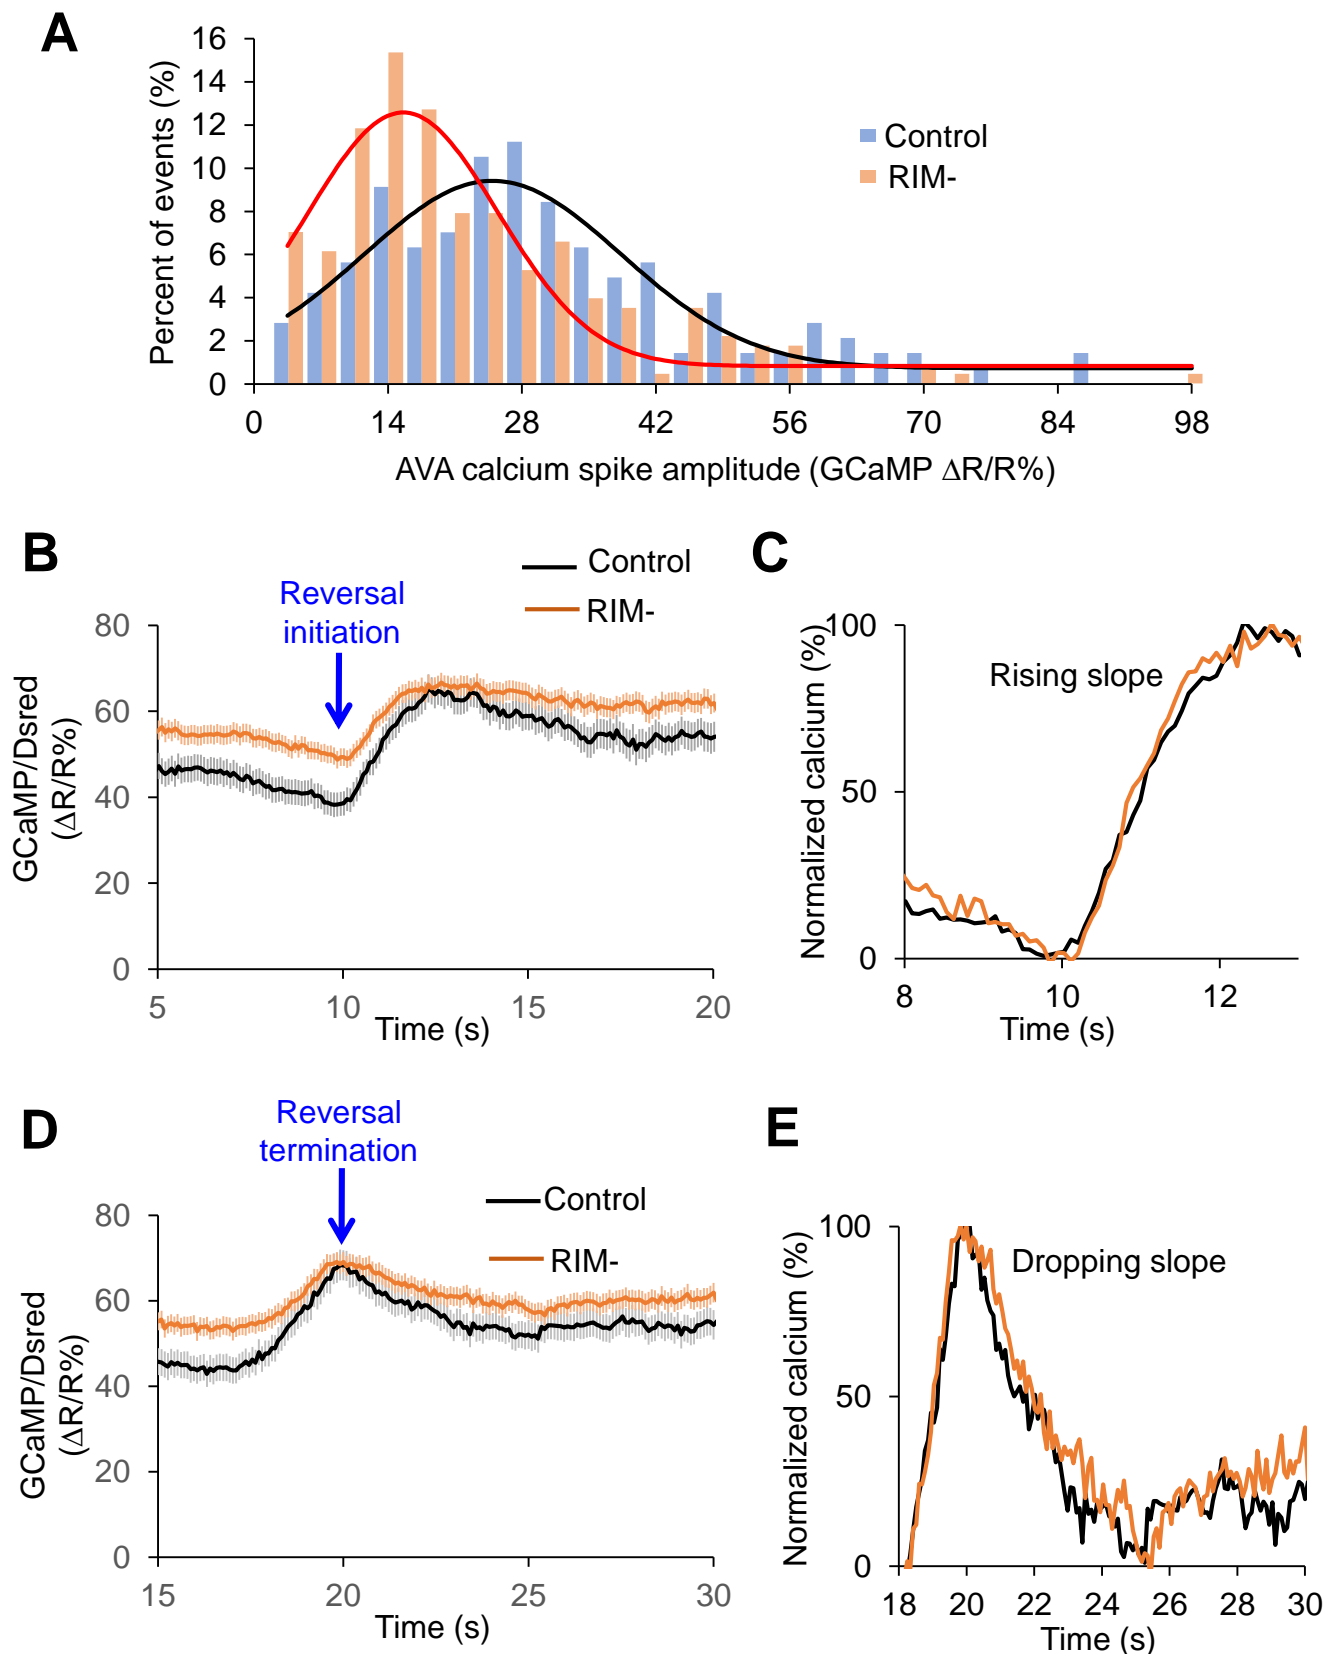 A
Percent of events (%)
16
14
12
10
8
6
4
2
0
Control
RIM-
0 14 28 42 56 70 84 98
AVA calcium spike amplitude (GCaMP ΔR/R%)
B
Control
RIM-
Reversal
initiation
GCaMP/Dsred
(ΔR/R%)
80
60
40
20
0
5 10 15 20
Time (s)
C
Normalized calcium (%)
100
50
0
Rising slope
8 10 12
Time (s)
D
Reversal
termination
Control
RIM-
GCaMP/Dsred
(ΔR/R%)
80
60
40
20
0
15 20 25 30
Time (s)
E
Normalized calcium (%)
100
50
0
Dropping slope
18 20 22 24 26 28 30
Time (s)